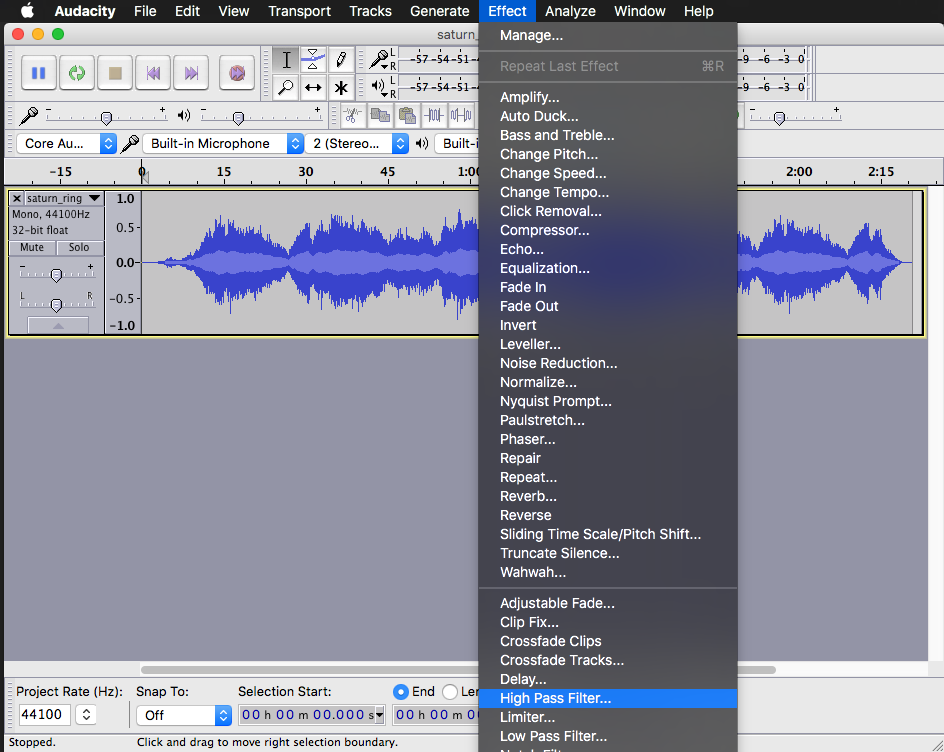 Audacity File Edit View Transport Tracks Generate Effect Analyze Window Help
saturn_
Manage...
Repeat Last Effect ⌘R
Amplify...
Auto Duck...
Bass and Treble...
Change Pitch...
Change Speed...
Change Tempo...
Click Removal...
Compressor...
Echo...
Equalization...
Fade In
Fade Out
Invert
Leveller...
Noise Reduction...
Normalize...
Nyquist Prompt...
Paulstretch...
Phaser...
Repair
Repeat...
Reverb...
Reverse
Sliding Time Scale/Pitch Shift...
Truncate Silence...
Wahwah...
Adjustable Fade...
Clip Fix...
Crossfade Clips
Crossfade Tracks...
Delay...
High Pass Filter...
Limiter...
Low Pass Filter...
L R -57 -54 -51 -9 -6 -3 0
L R -57 -54 -51 -9 -6 -3 0
- + - + - +
Core Au... Built-in Microphone 2 (Stereo... Built-i
-15 0 15 30 45 1:00 2:00 2:15
saturn_ring
Mono, 44100Hz
32-bit float
Mute Solo
- +
L R
1.0
0.5-
0.0-
-0.5-
-1.0
Project Rate (Hz): Snap To: Selection Start: End Len
44100 Off 00 h 00 m 00.000 s 00 h 00 m 0
Stopped. Click and drag to move right selection boundary.